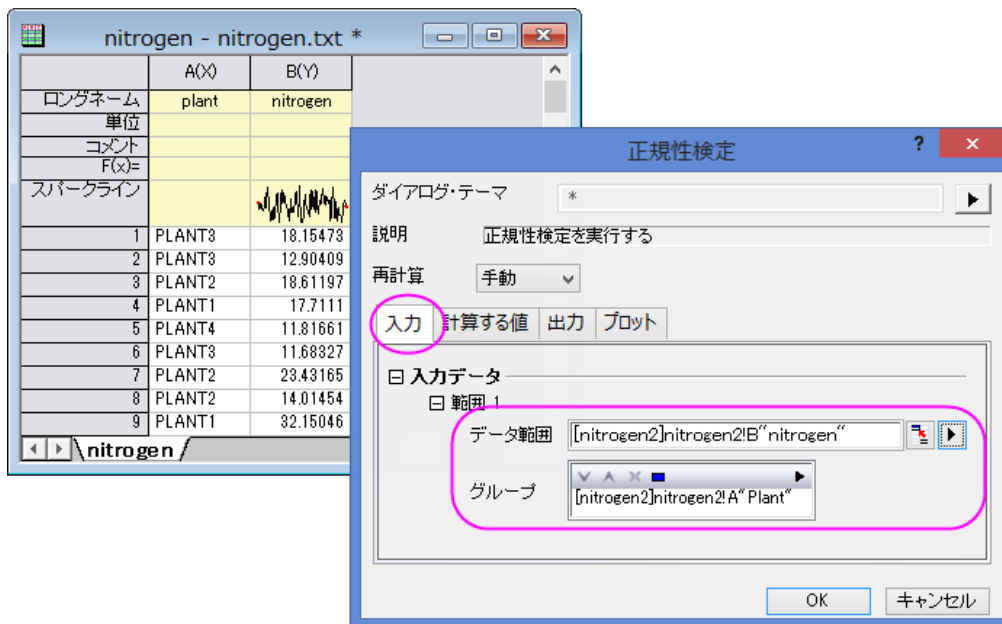 nitrogen - nitrogen.txt *
A(X) B(Y)
ロングネーム plant nitrogen
単位
コメント
F(x)=
スパークライン
1 PLANT3 18.15473
2 PLANT3 12.90409
3 PLANT2 18.61197
4 PLANT1 17.7111
5 PLANT4 11.81661
6 PLANT3 11.68327
7 PLANT2 23.43165
8 PLANT2 14.01454
9 PLANT1 32.15046
nitrogen
正規性検定
ダイアログ・テーマ *
説明 正規性検定を実行する
再計算 手動
入力 計算する値 出力 プロット
入力データ
範囲 1
データ範囲 [nitrogen2]nitrogen2!B"nitrogen"
グループ [nitrogen2]nitrogen2!A"Plant"
OK キャンセル